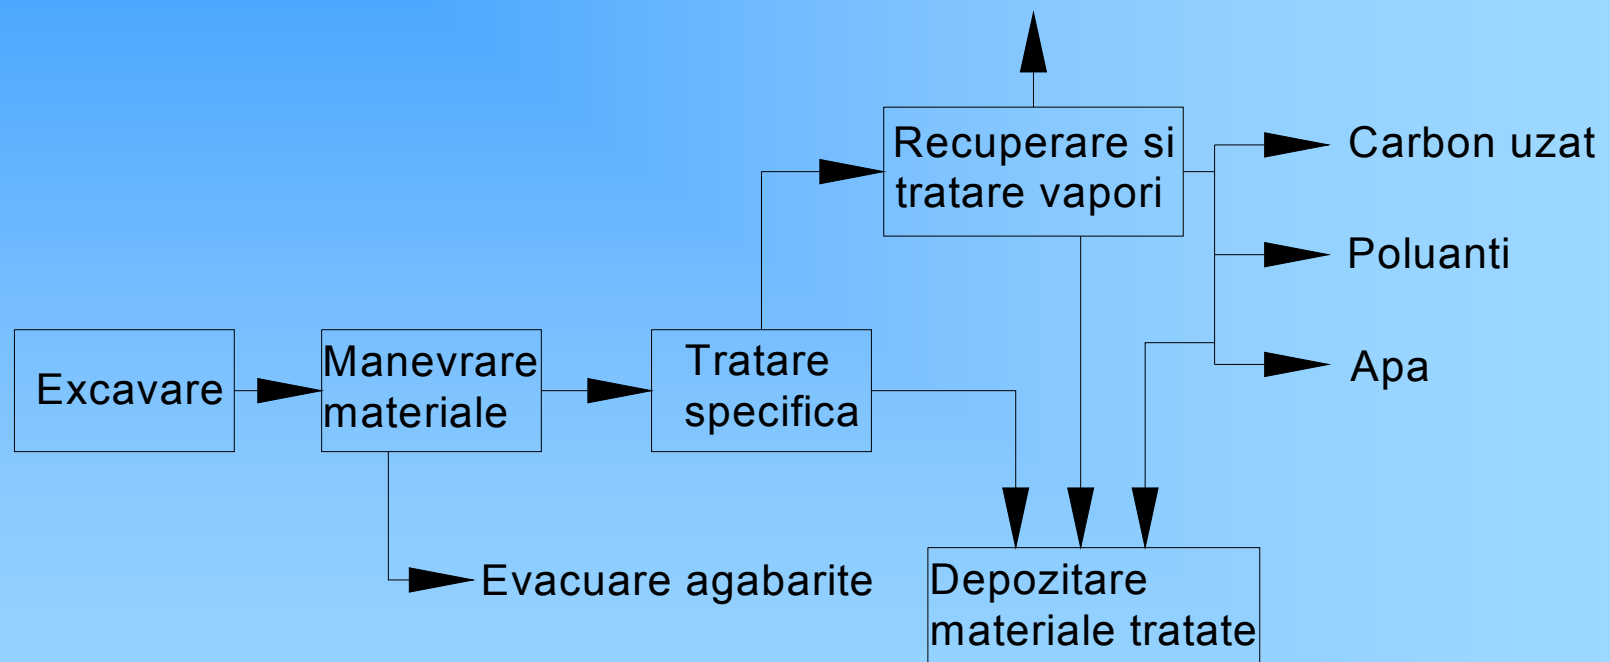 Recuperare si
tratare vapori
Carbon uzat
Poluanti
Apa
Excavare
Manevrare
materiale
Tratare
specifica
Evacuare agabarite
Depozitare
materiale tratate